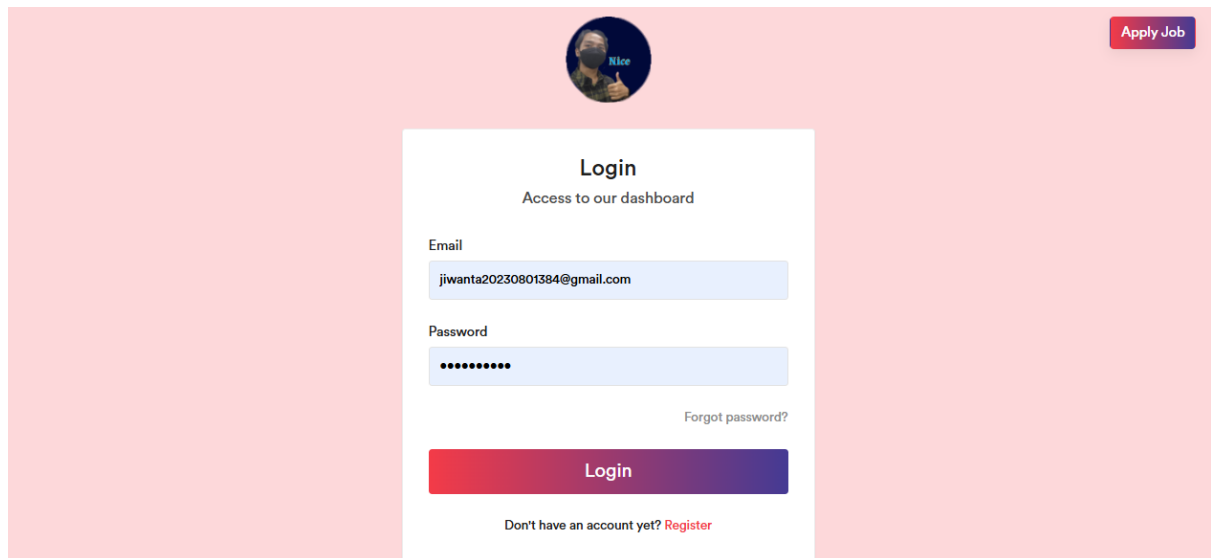 Nice
Apply Job
Login
Access to our dashboard
Email
jiwanta20230801384@gmail.com
Password
••••••••••
Forgot password?
Login
Don't have an account yet? Register